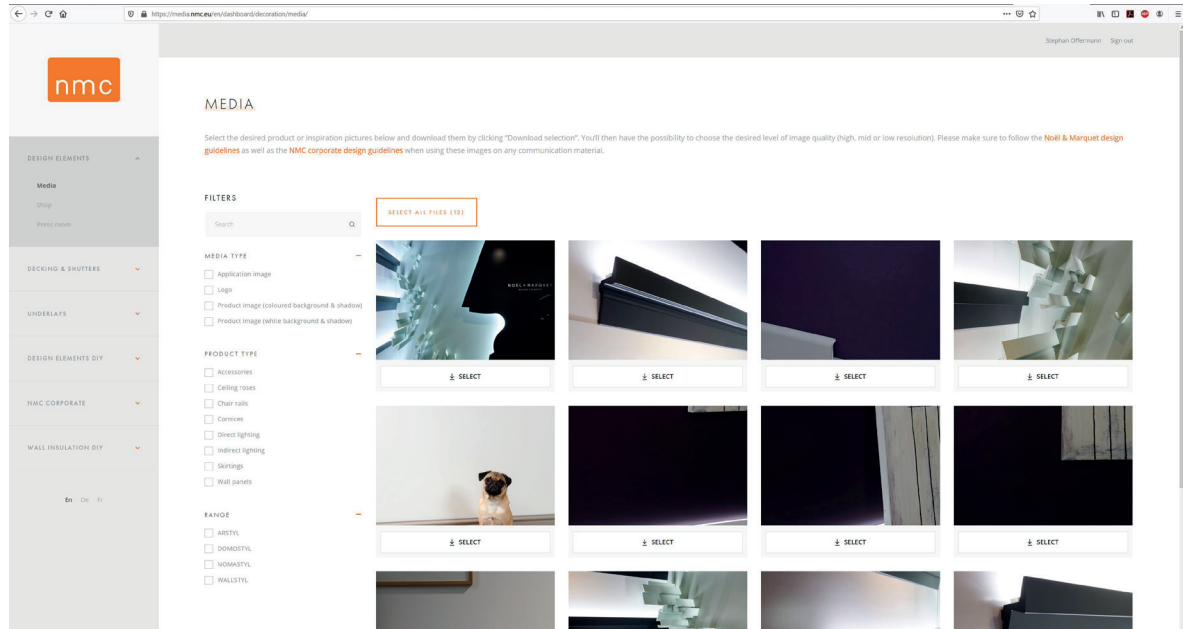 https://media.nmc.eu/en/dashboard/decoration/media/
Stephan Offermann Sign out
nmc
MEDIA
Select the desired product or inspiration pictures below and download them by clicking "Download selection". You'll then have the possibility to choose the desired level of image quality (high, mid or low resolution). Please make sure to follow the Noël & Marquet design
guidelines as well as the NMC corporate design guidelines when using these images on any communication material.
DESIGN ELEMENTS
Media
Shop
Press room
DECKING & SHUTTERS
UNDERLAYS
DESIGN ELEMENTS DIY
NMC CORPORATE
WALL INSULATION DIY
En De Fr
FILTERS
Search
MEDIA TYPE
Application image
Logo
Product image (coloured background & shadow)
Product image (white background & shadow)
PRODUCT TYPE
Accessories
Ceiling roses
Chair rails
Cornices
Direct lighting
Indirect lighting
Skirtings
Wall panels
RANGE
ARSTYL
DOMOSTYL
NOMASTYL
WALLSTYL
SELECT ALL FILES (12)
NOËL & MARQUET
SELECT
SELECT
SELECT
SELECT
SELECT
SELECT
SELECT
SELECT